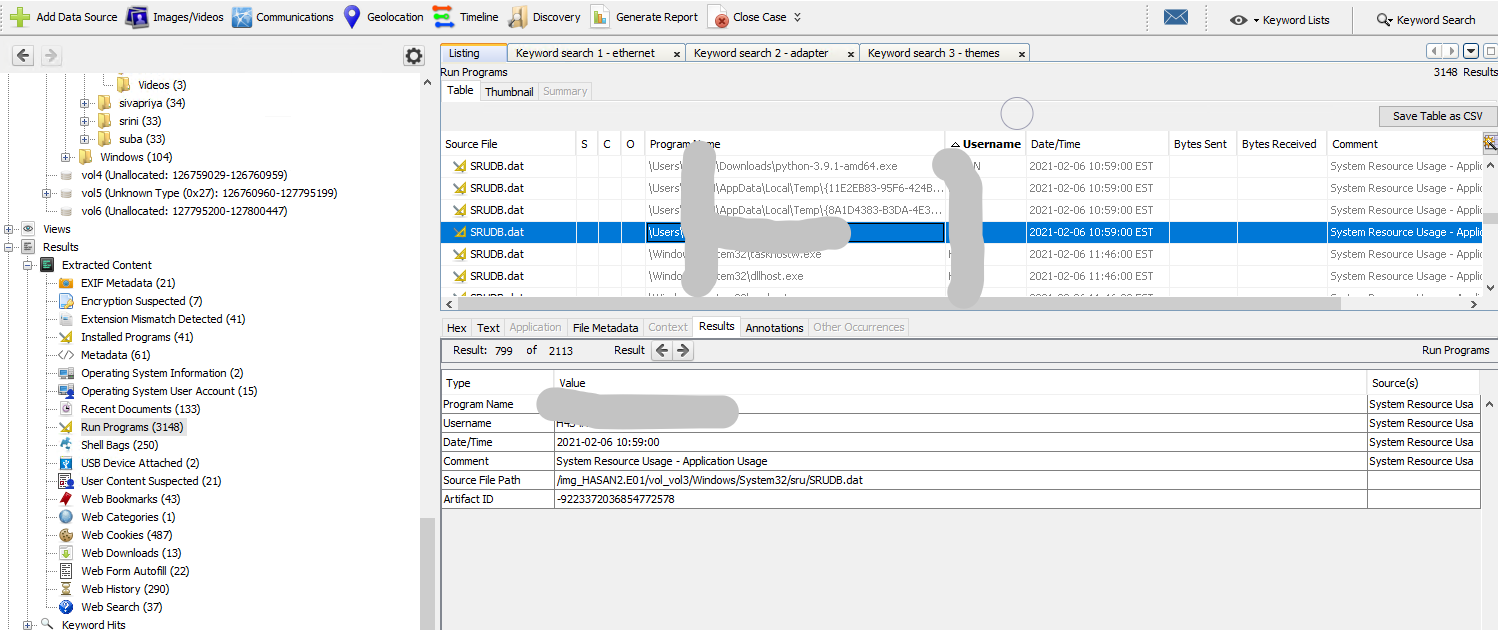 Add Data Source Images/Videos Communications Geolocation Timeline Discovery Generate Report Close Case Keyword Lists Keyword Search
Videos (3)
sivapriya (34)
srini (33)
suba (33)
Windows (104)
vol4 (Unallocated: 126759029-126760959)
vol5 (Unknown Type (0x27): 126760960-127795199)
vol6 (Unallocated: 127795200-127800447)
Views
Results
Extracted Content
EXIF Metadata (21)
Encryption Suspected (7)
Extension Mismatch Detected (41)
Installed Programs (41)
Metadata (61)
Operating System Information (2)
Operating System User Account (15)
Recent Documents (133)
Run Programs (3148)
Shell Bags (250)
USB Device Attached (2)
User Content Suspected (21)
Web Bookmarks (43)
Web Categories (1)
Web Cookies (487)
Web Downloads (13)
Web Form Autofill (22)
Web History (290)
Web Search (37)
Keyword Hits
Listing Keyword search 1 - ethernet x Keyword search 2 - adapter x Keyword search 3 - themes x
Run Programs 3148 Results
Table Thumbnail Summary
Save Table as CSV
Source File S C O Program Username Date/Time Bytes Sent Bytes Received Comment
SRUDB.dat \Users\ \Downloads\python-3.9.1-amd64.exe 2021-02-06 10:59:00 EST System Resource Usage - Applic
SRUDB.dat \Users\ \AppData\Local\Temp\{11E2EB83-95F6-424B... 2021-02-06 10:59:00 EST System Resource Usage - Applic
SRUDB.dat \Users\ \AppData\Local\Temp\{8A1D4383-B3DA-4E3... 2021-02-06 10:59:00 EST System Resource Usage - Applic
SRUDB.dat \Users\ 2021-02-06 10:59:00 EST System Resource Usage - Applic
SRUDB.dat \Windo 2021-02-06 11:46:00 EST System Resource Usage - Applic
SRUDB.dat \Windo \dllhost.exe 2021-02-06 11:46:00 EST System Resource Usage - Applic
Hex Text Application File Metadata Context Results Annotations Other Occurrences
Result: 799 of 2113 Result Run Programs
Type Value Source(s)
Program Name System Resource Usa
Username System Resource Usa
Date/Time 2021-02-06 10:59:00 System Resource Usa
Comment System Resource Usage - Application Usage System Resource Usa
Source File Path /img_HASAN2.E01/vol_vol3/Windows/System32/sru/SRUDB.dat
Artifact ID -9223372036854772578